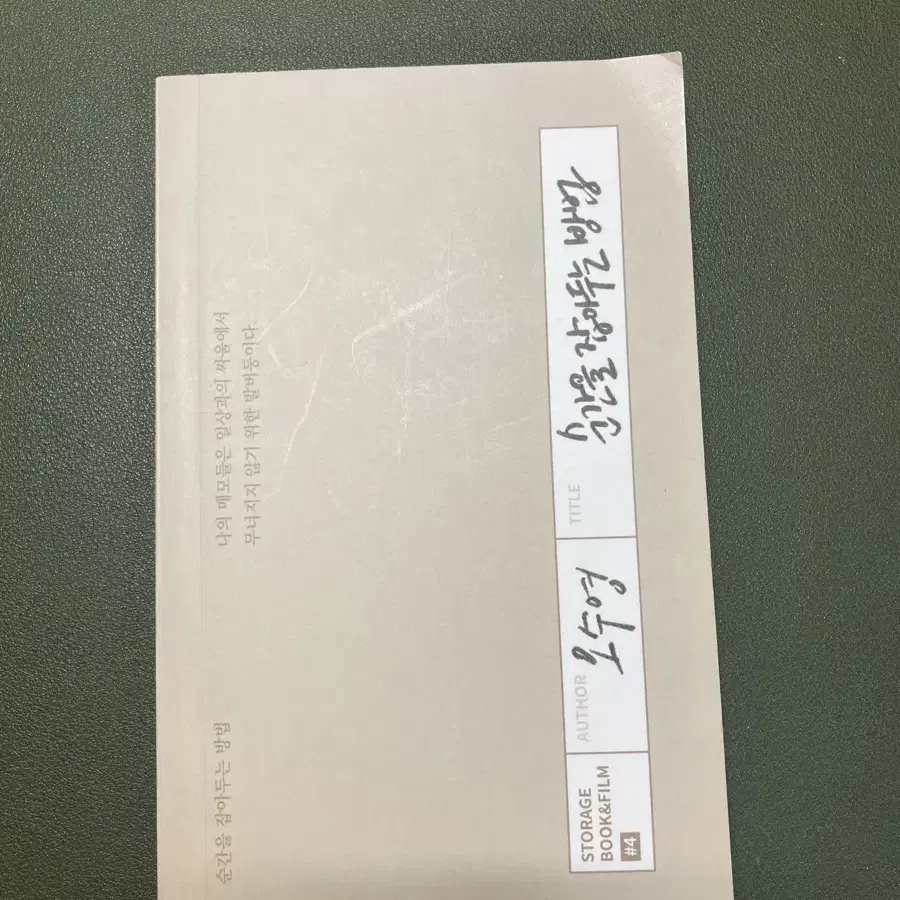 순간을 잡아두는 방법
나의 메모들은 일상과의 싸움에서
무너지지 않기 위한 발버둥이다.
STORAGE
BOOK&FILM
#4
AUTHOR 오수영
TITLE 순간을 잡아두는 방법